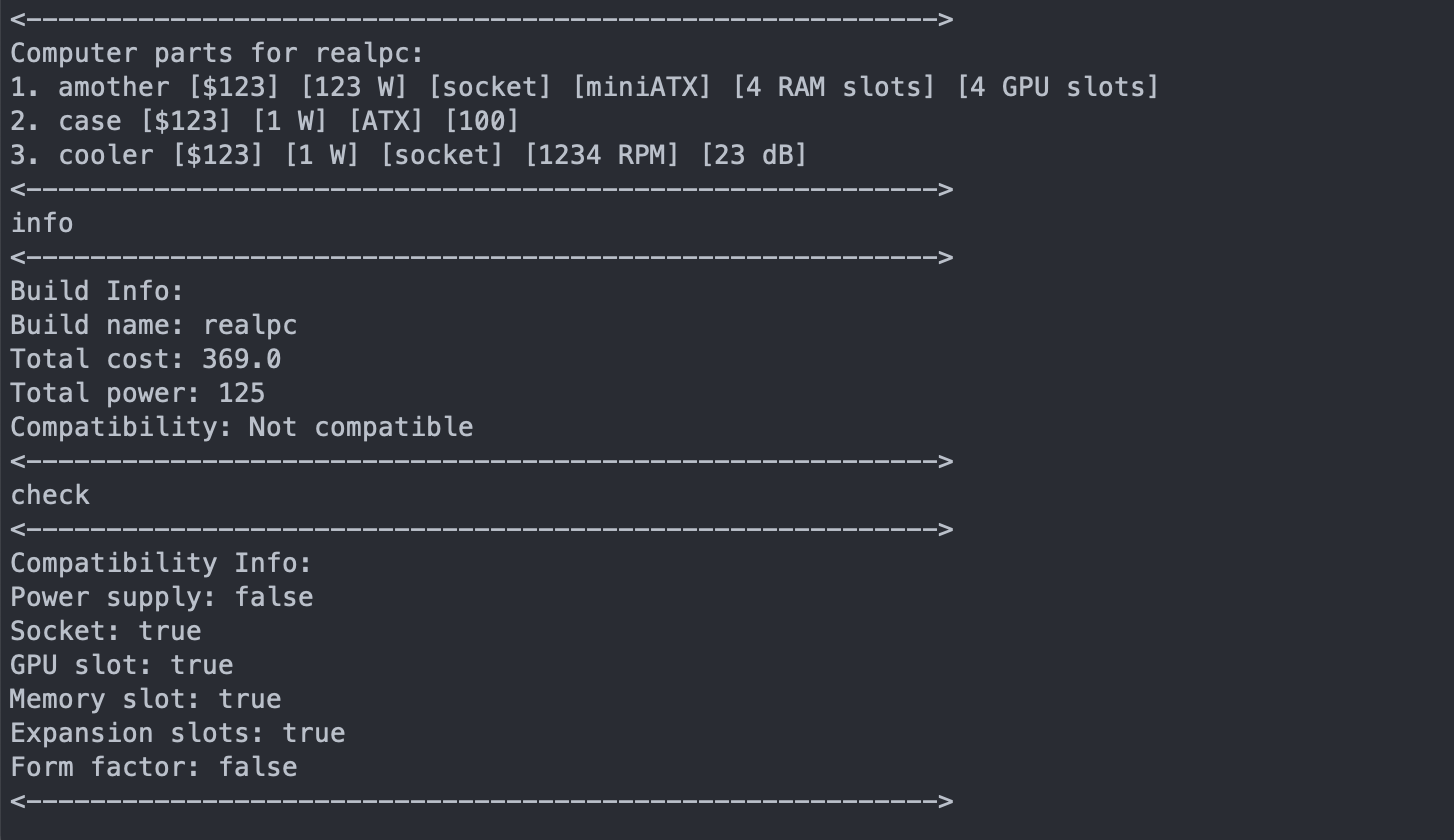 <--------------------------------------------------------->
Computer parts for realpc:
1. amother [$123] [123 W] [socket] [miniATX] [4 RAM slots] [4 GPU slots]
2. case [$123] [1 W] [ATX] [100]
3. cooler [$123] [1 W] [socket] [1234 RPM] [23 dB]
<--------------------------------------------------------->
info
<--------------------------------------------------------->
Build Info:
Build name: realpc
Total cost: 369.0
Total power: 125
Compatibility: Not compatible
<--------------------------------------------------------->
check
<--------------------------------------------------------->
Compatibility Info:
Power supply: false
Socket: true
GPU slot: true
Memory slot: true
Expansion slots: true
Form factor: false
<--------------------------------------------------------->